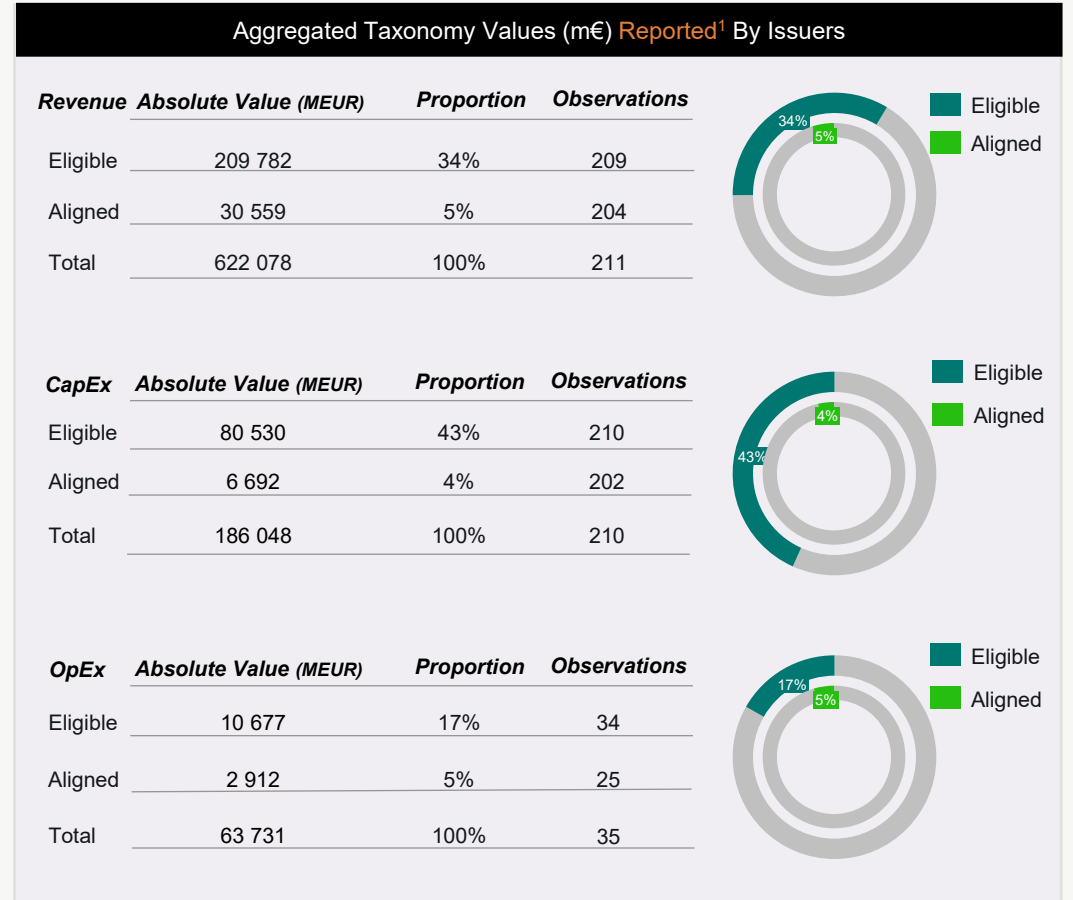 Aggregated Taxonomy Values (m€) Reported¹ By Issuers
Revenue Absolute Value (MEUR) Proportion Observations
Eligible 209 782 34% 209
Aligned 30 559 5% 204
Total 622 078 100% 211
34%
5%
Eligible
Aligned
CapEx Absolute Value (MEUR) Proportion Observations
Eligible 80 530 43% 210
Aligned 6 692 4% 202
Total 186 048 100% 210
4%
43%
Eligible
Aligned
OpEx Absolute Value (MEUR) Proportion Observations
Eligible 10 677 17% 34
Aligned 2 912 5% 25
Total 63 731 100% 35
17%
5%
Eligible
Aligned